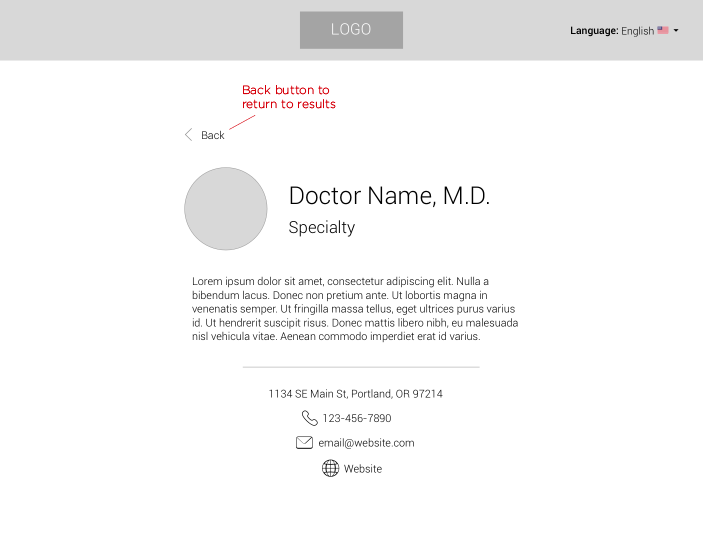 LOGO
Language: English
Back button to
return to results
Back
Doctor Name, M.D.
Specialty
Lorem ipsum dolor sit amet, consectetur adipiscing elit. Nulla a
bibendum lacus. Donec non pretium ante. Ut lobortis magna in
venenatis semper. Ut fringilla massa tellus, eget ultrices purus varius
id. Ut hendrerit suscipit risus. Donec mattis libero nibh, eu malesuada
nisl vehicula vitae. Aenean commodo imperdiet erat id varius.
1134 SE Main St, Portland, OR 97214
123-456-7890
email@website.com
Website